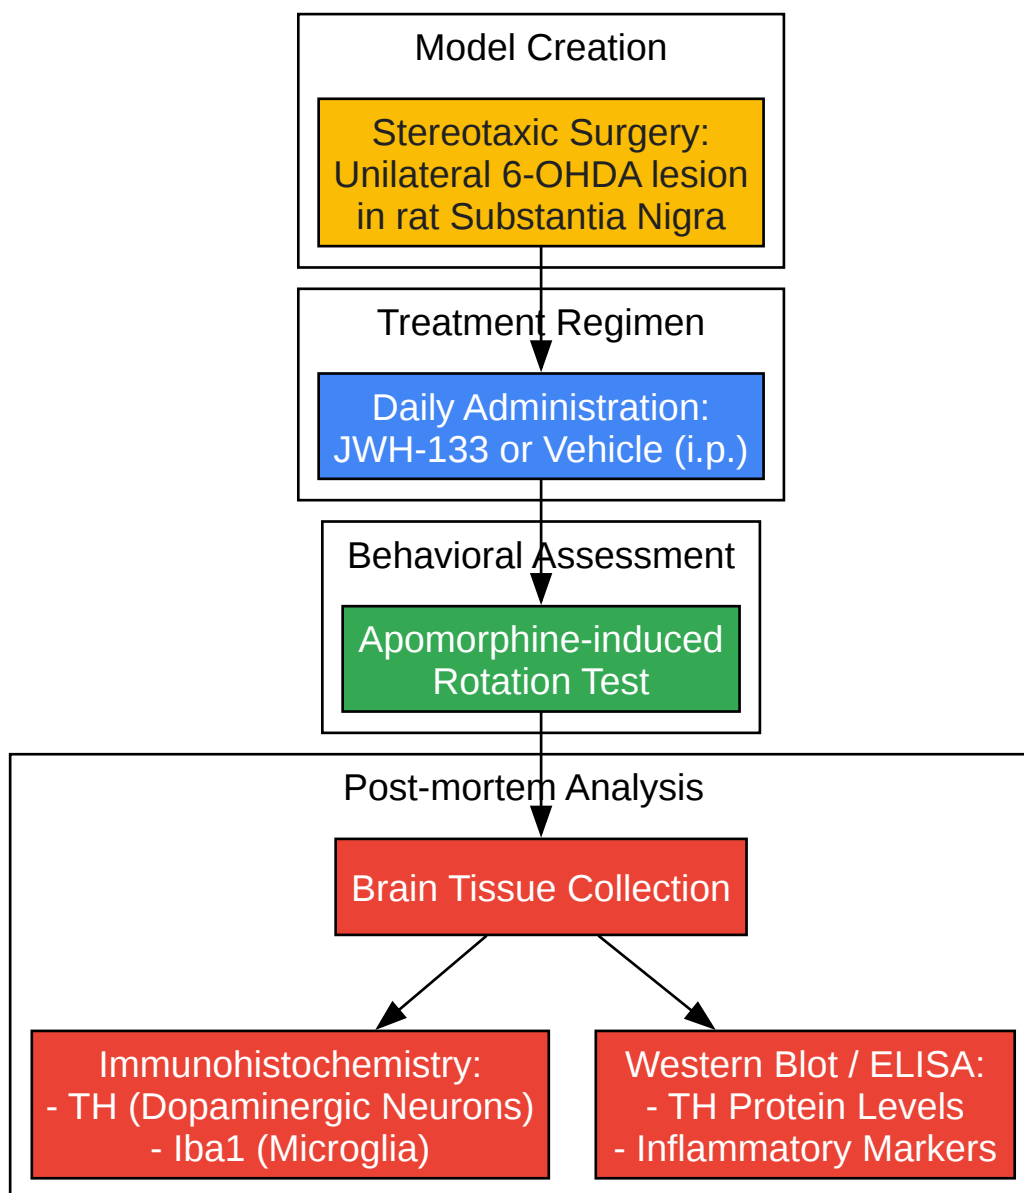 Model Creation
Stereotaxic Surgery:
Unilateral 6-OHDA lesion
in rat Substantia Nigra
Treatment Regimen
Daily Administration:
JWH-133 or Vehicle (i.p.)
Behavioral Assessment
Apomorphine-induced
Rotation Test
Post-mortem Analysis
Brain Tissue Collection
Immunohistochemistry:
- TH (Dopaminergic Neurons)
- Iba1 (Microglia)
Western Blot / ELISA:
- TH Protein Levels
- Inflammatory Markers